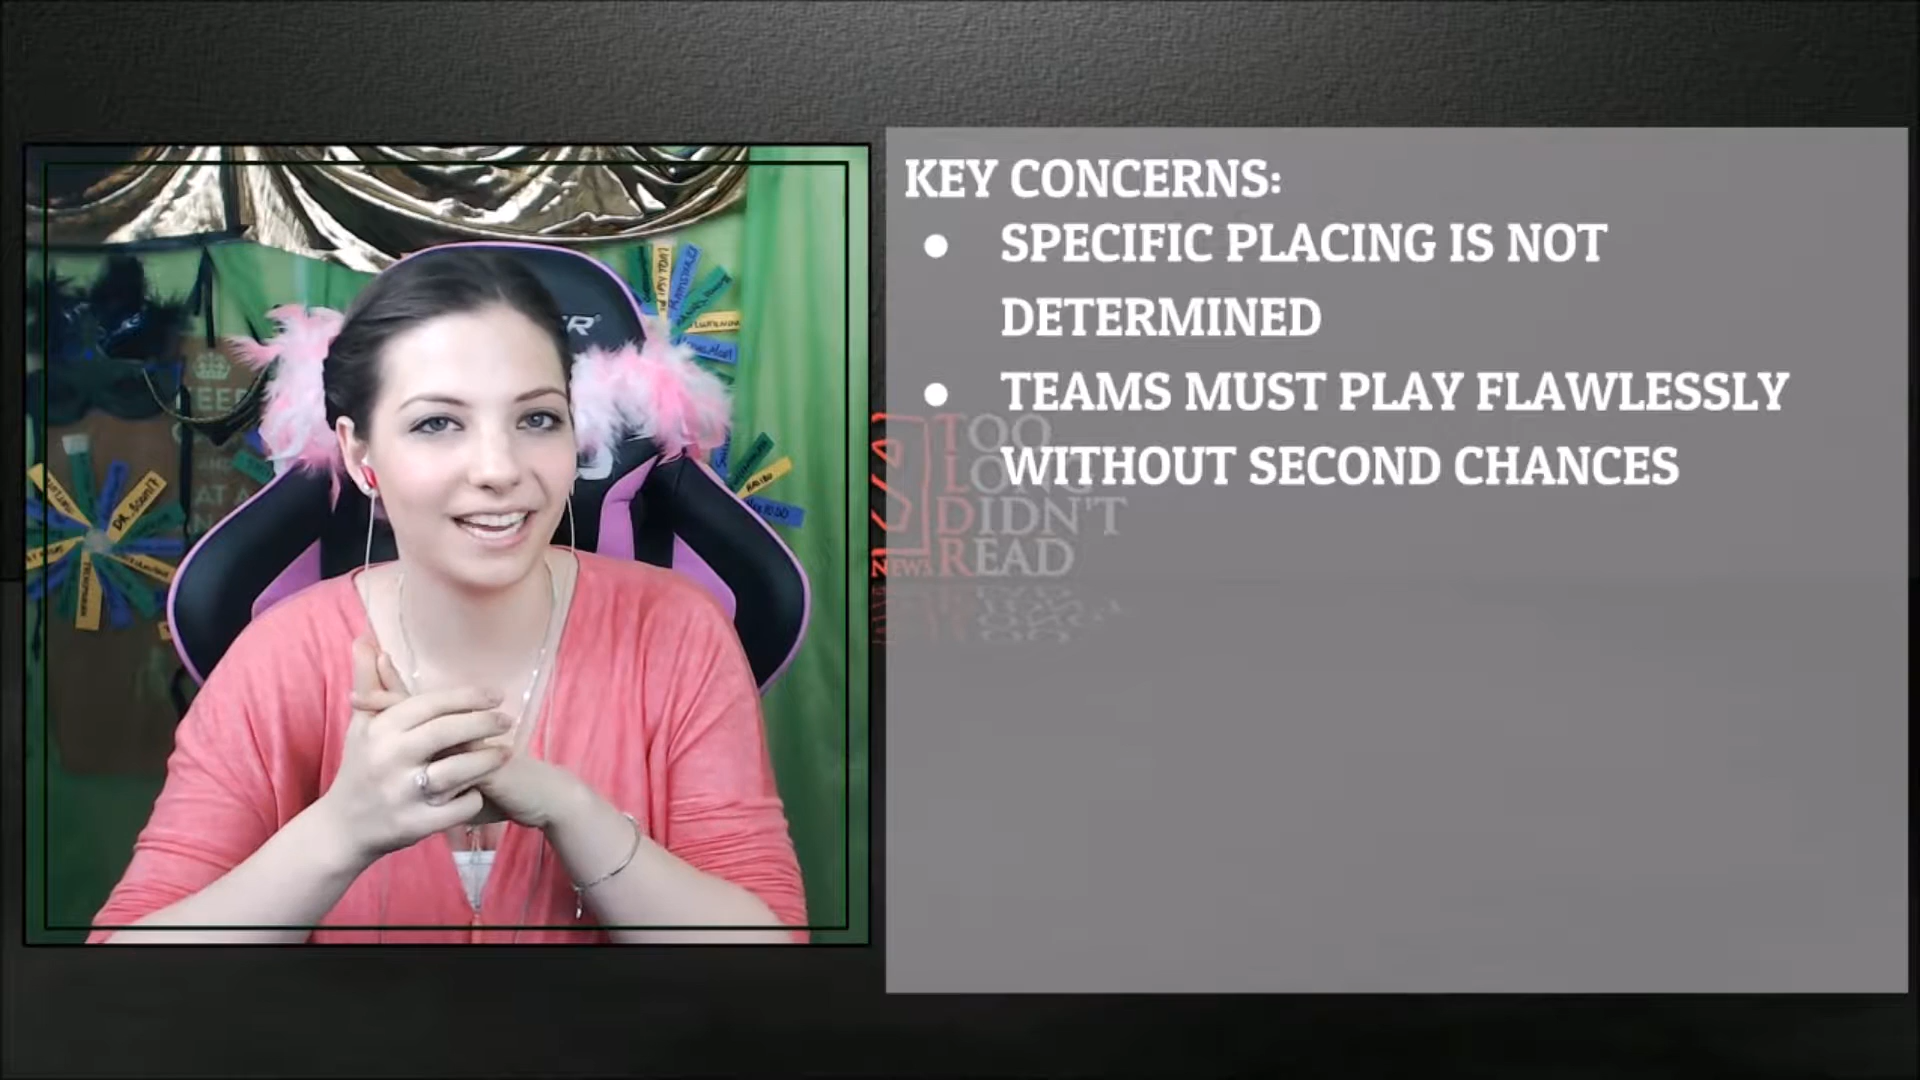 KEY CONCERNS:
● SPECIFIC PLACING IS NOT
DETERMINED
● TEAMS MUST PLAY FLAWLESSLY
WITHOUT SECOND CHANCES
TOO
LONG
DIDN'T
READ
NEWS